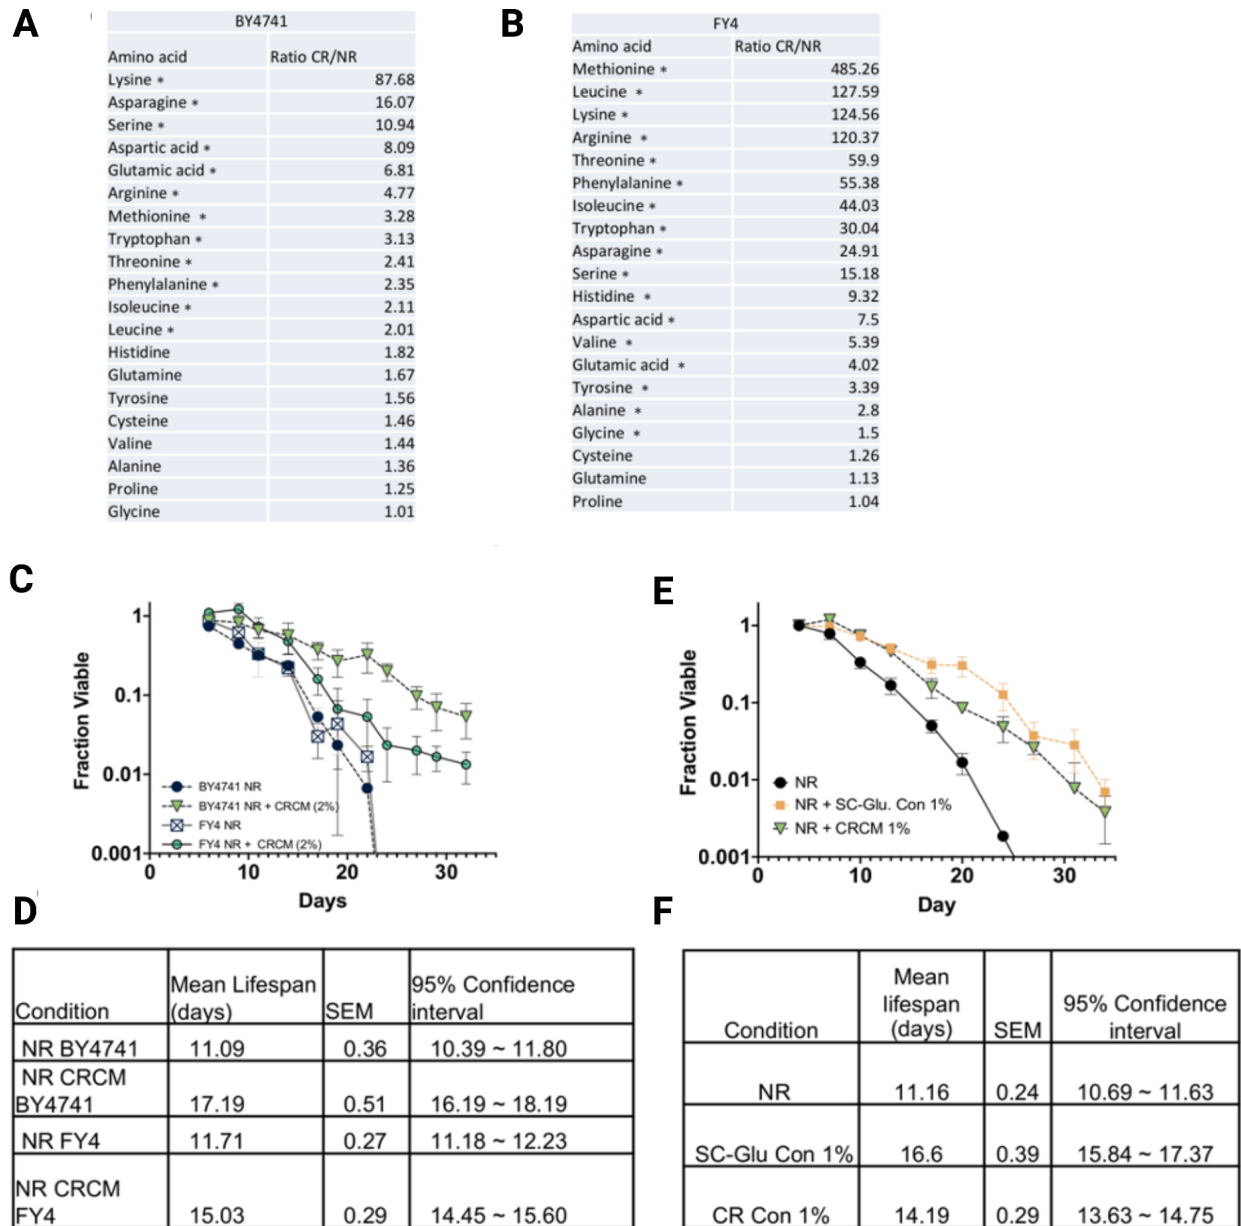 A
BY4741
Amino acid Ratio CR/NR
Lysine * 87.68
Asparagine * 16.07
Serine * 10.94
Aspartic acid * 8.09
Glutamic acid * 6.81
Arginine * 4.77
Methionine * 3.28
Tryptophan * 3.13
Threonine * 2.41
Phenylalanine * 2.35
Isoleucine * 2.11
Leucine * 2.01
Histidine 1.82
Glutamine 1.67
Tyrosine 1.56
Cysteine 1.46
Valine 1.44
Alanine 1.36
Proline 1.25
Glycine 1.01
B
FY4
Amino acid Ratio CR/NR
Methionine * 485.26
Leucine * 127.59
Lysine * 124.56
Arginine * 120.37
Threonine * 59.9
Phenylalanine * 55.38
Isoleucine * 44.03
Tryptophan * 30.04
Asparagine * 24.91
Serine * 15.18
Histidine * 9.32
Aspartic acid * 7.5
Valine * 5.39
Glutamic acid * 4.02
Tyrosine * 3.39
Alanine * 2.8
Glycine * 1.5
Cysteine 1.26
Glutamine 1.13
Proline 1.04
C
Fraction Viable
1
0.1
0.01
0.001
BY4741 NR
BY4741 NR + CRCM (2%)
FY4 NR
FY4 NR + CRCM (2%)
0 10 20 30
Days
E
Fraction Viable
1
0.1
0.01
0.001
NR
NR + SC-Glu. Con 1%
NR + CRCM 1%
0 10 20 30
Day
D
Condition Mean Lifespan (days) SEM 95% Confidence interval
NR BY4741 11.09 0.36 10.39 ~ 11.80
NR CRCM BY4741 17.19 0.51 16.19 ~ 18.19
NR FY4 11.71 0.27 11.18 ~ 12.23
NR CRCM FY4 15.03 0.29 14.45 ~ 15.60
F
Condition Mean lifespan (days) SEM 95% Confidence interval
NR 11.16 0.24 10.69 ~ 11.63
SC-Glu Con 1% 16.6 0.39 15.84 ~ 17.37
CR Con 1% 14.19 0.29 13.63 ~ 14.75